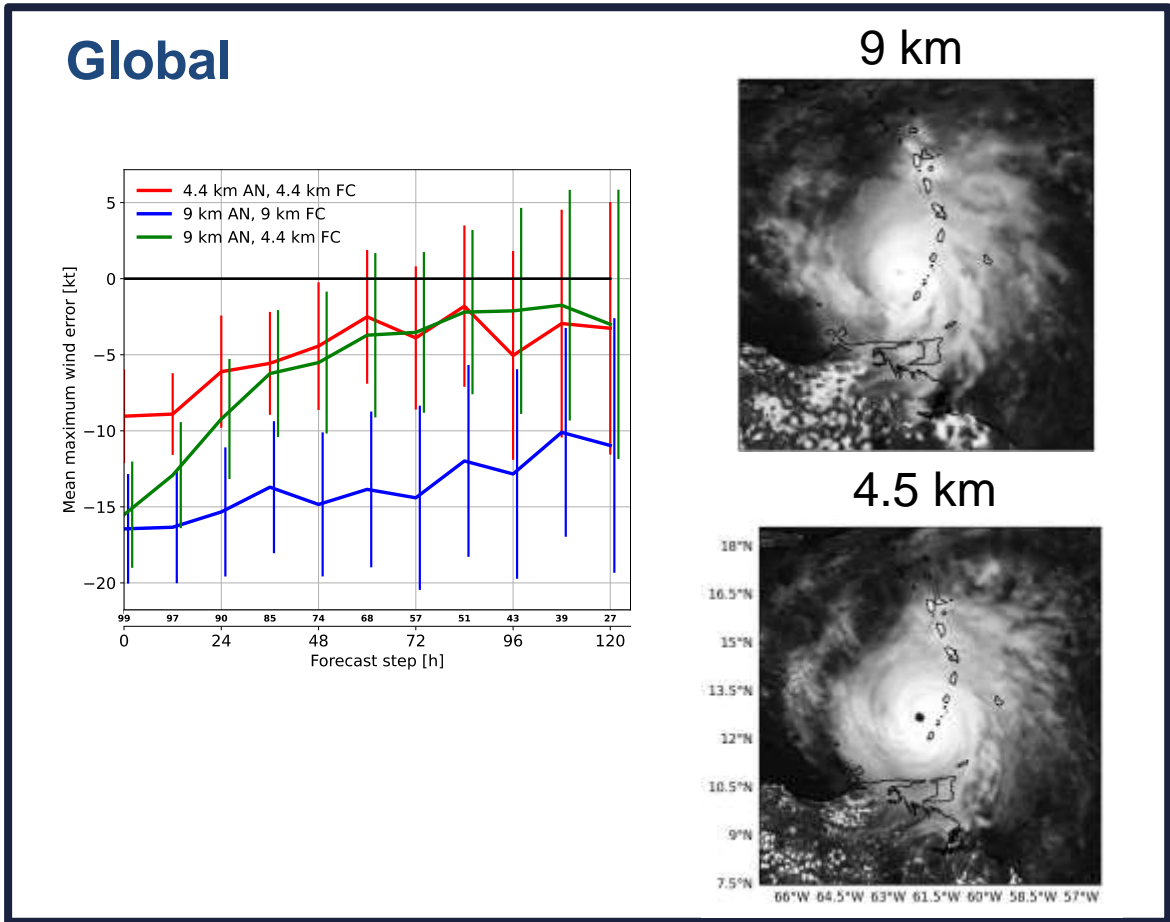 Global
9 km
4.4 km AN, 4.4 km FC
9 km AN, 9 km FC
9 km AN, 4.4 km FC
Mean maximum wind error [kt]
5
0
−5
−10
−15
−20
99 97 90 85 74 68 57 51 43 39 27
0 24 48 72 96 120
Forecast step [h]
4.5 km
18°N
16.5°N
15°N
13.5°N
12°N
10.5°N
9°N
7.5°N
66°W 64.5°W 63°W 61.5°W 60°W 58.5°W 57°W